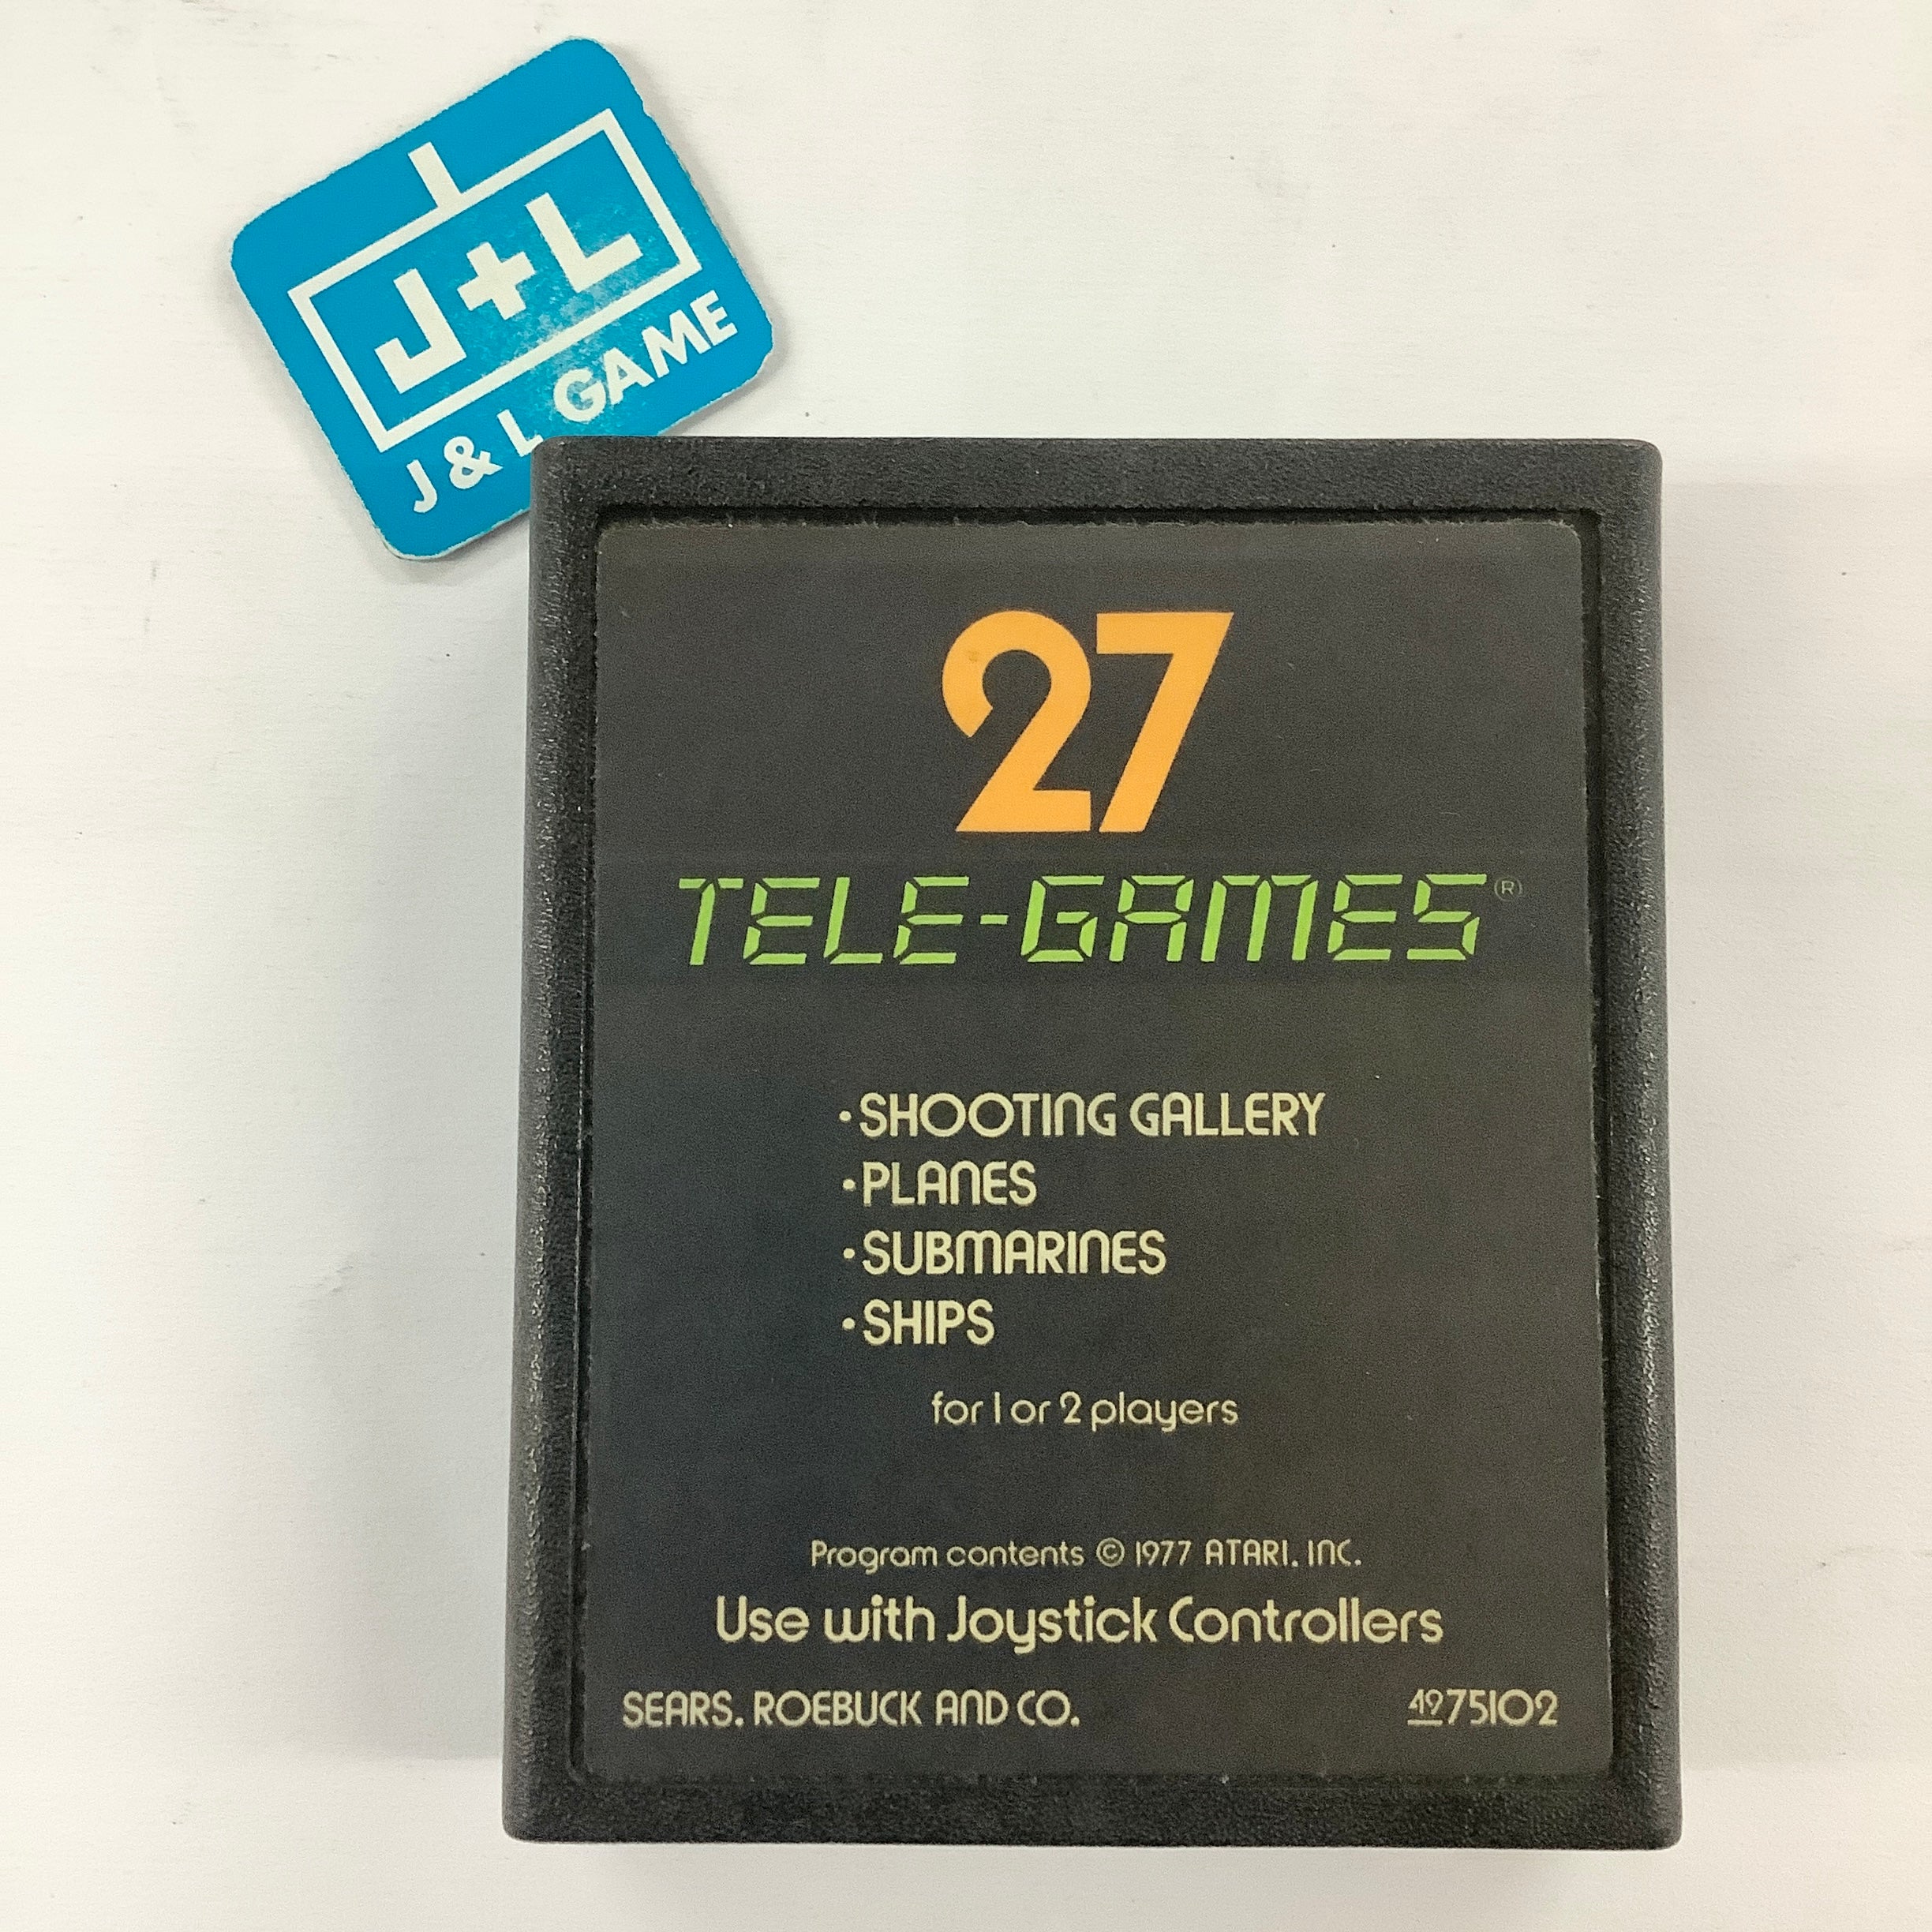 J+L
J & L GAME
27
TELE-GAMES®
•SHOOTING GALLERY
•PLANES
•SUBMARINES
•SHIPS
for 1 or 2 players
Program contents © 1977 ATARI, INC.
Use with Joystick Controllers
SEARS, ROEBUCK AND CO.
4975102